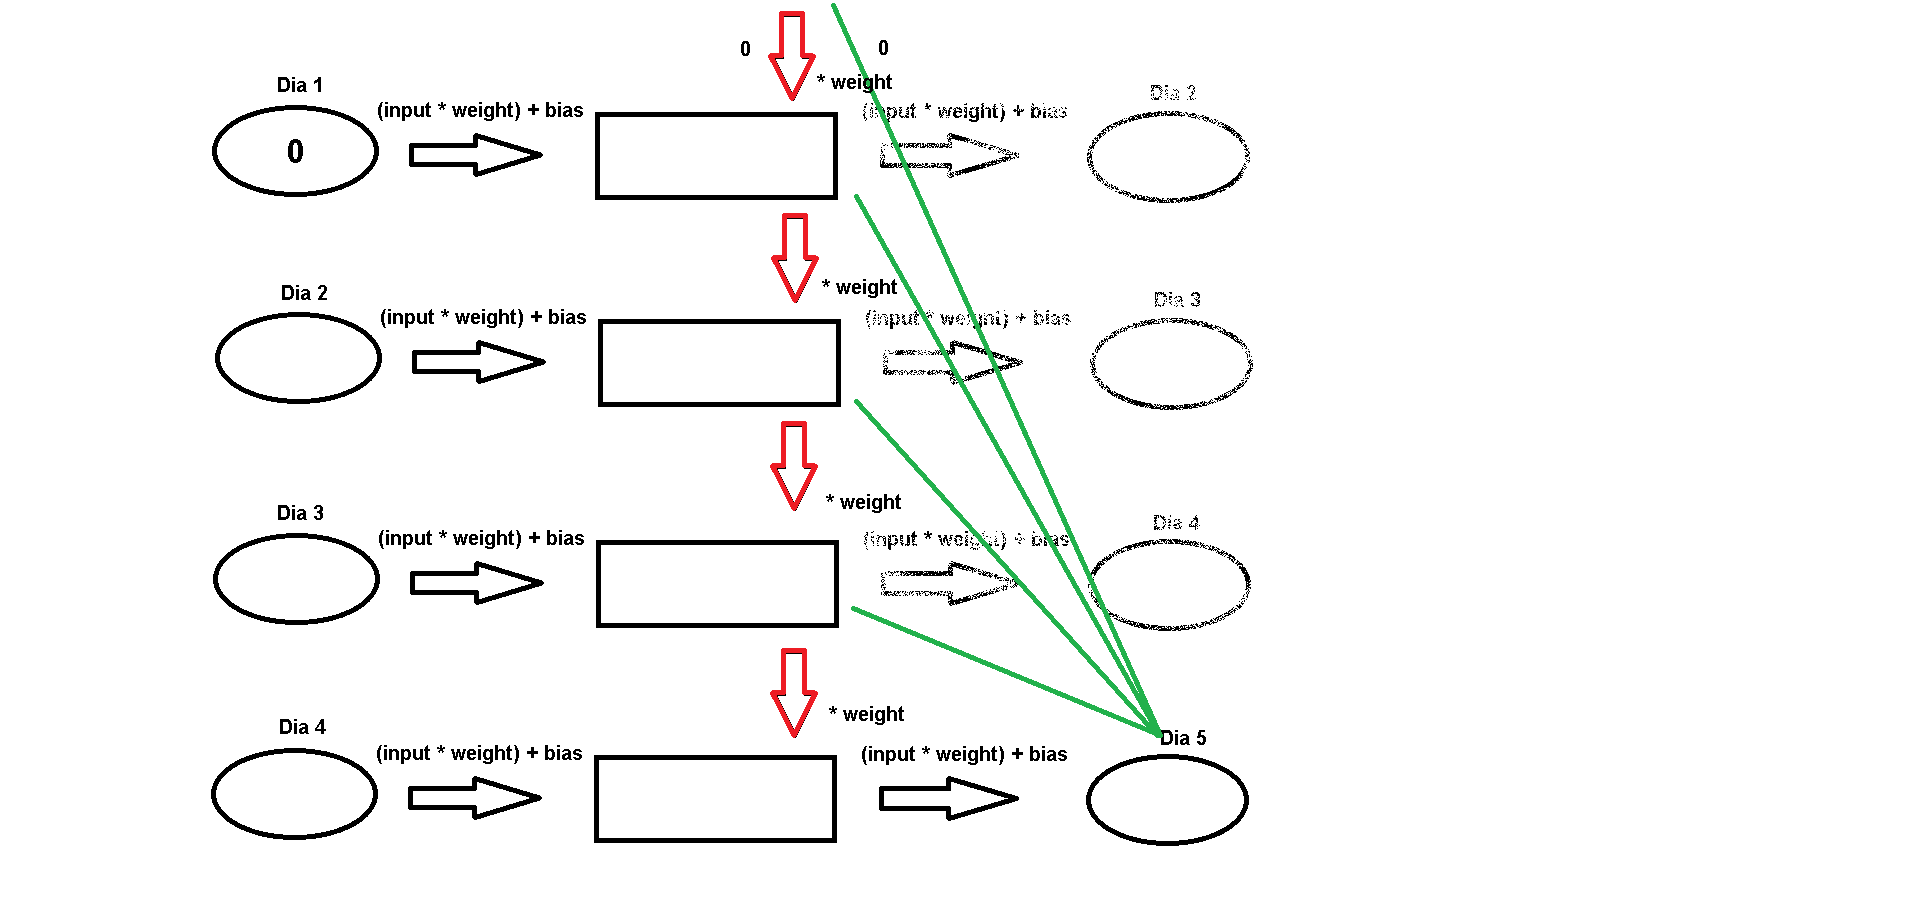 0 0
* weight
Dia 1
(input * weight) + bias
(input * weight) + bias
Dia 2
0
* weight
Dia 2
(input * weight) + bias
(input * weight) + bias
Dia 3
* weight
Dia 3
(input * weight) + bias
(input * weight) + bias
Dia 4
* weight
Dia 4
(input * weight) + bias
(input * weight) + bias
Dia 5